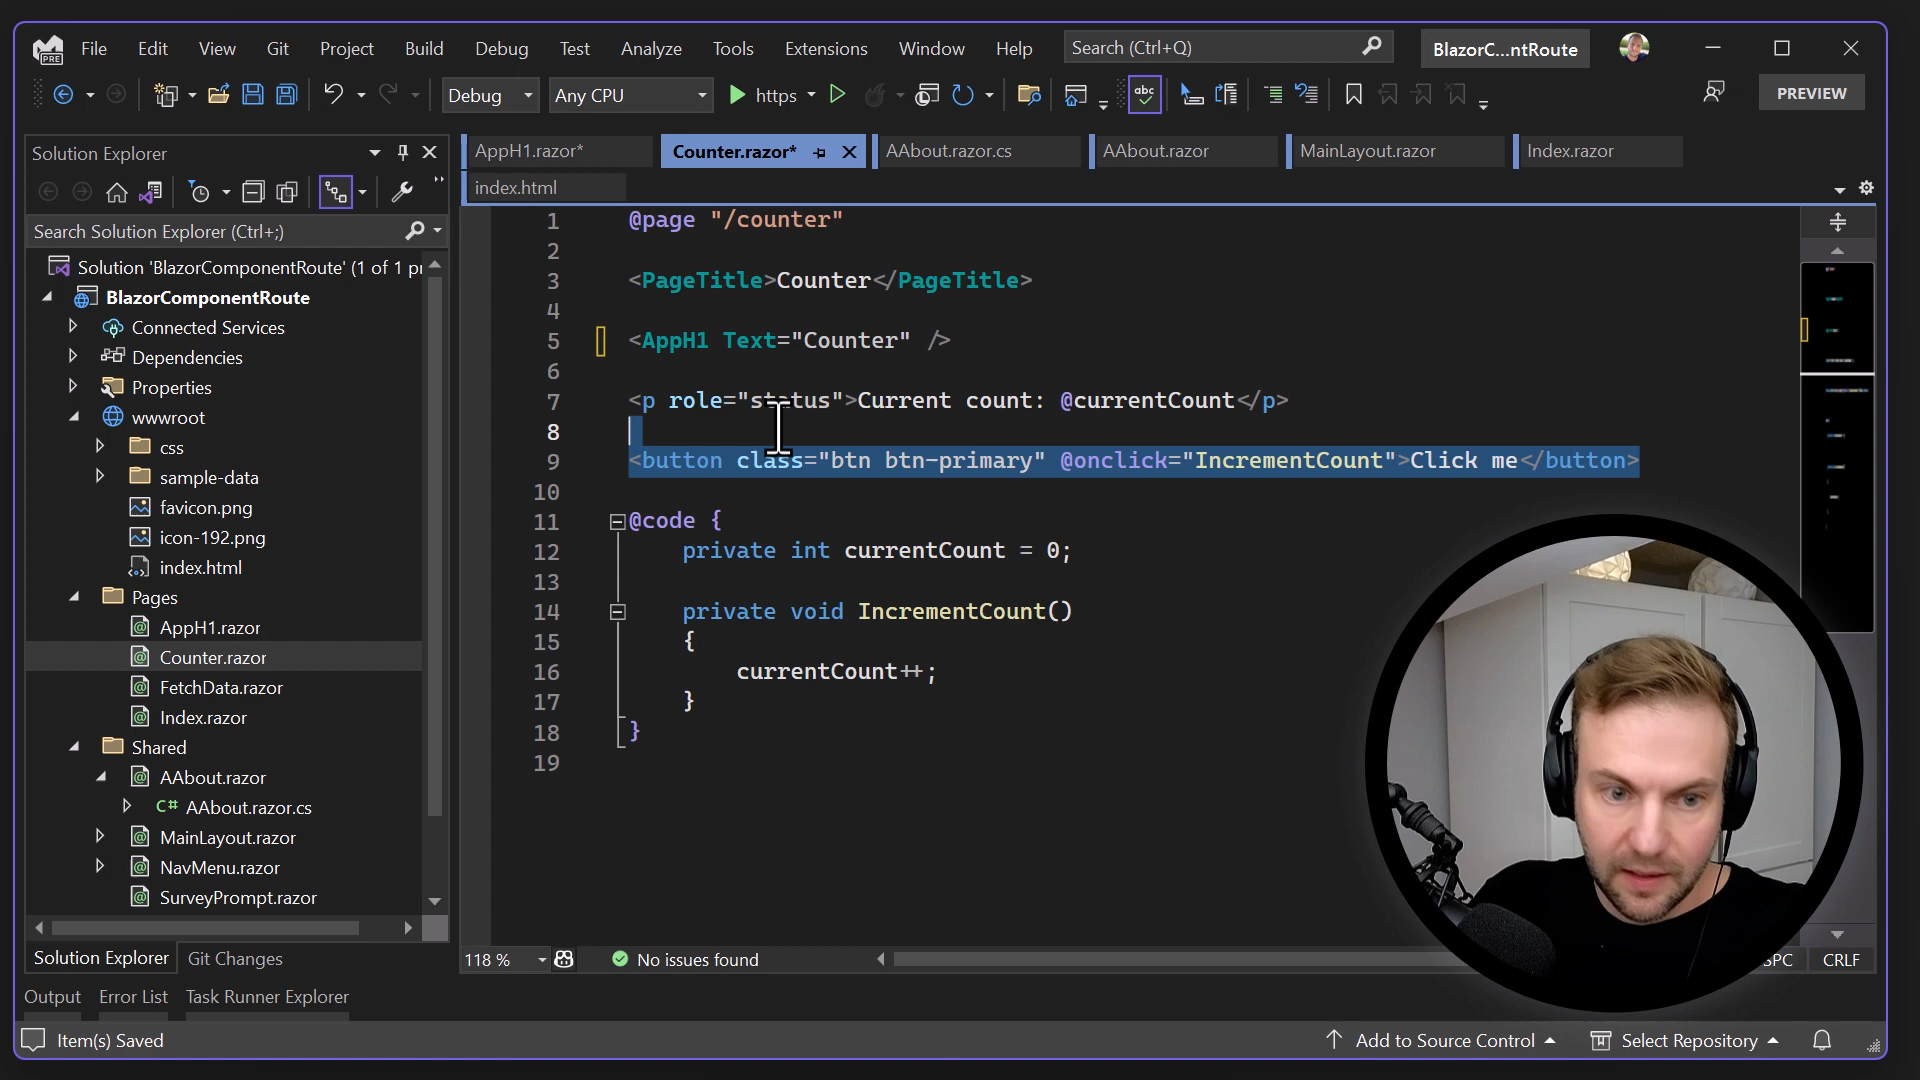 File Edit View Git Project Build Debug Test Analyze Tools Extensions Window Help Search (Ctrl+Q) BlazorC...ntRoute
PRE
Debug Any CPU https abc PREVIEW
Solution Explorer
Search Solution Explorer (Ctrl+;)
Solution 'BlazorComponentRoute' (1 of 1 pr
BlazorComponentRoute
Connected Services
Dependencies
Properties
wwwroot
css
sample-data
favicon.png
icon-192.png
index.html
Pages
AppH1.razor
Counter.razor
FetchData.razor
Index.razor
Shared
AAbout.razor
C# AAbout.razor.cs
MainLayout.razor
NavMenu.razor
SurveyPrompt.razor
Solution Explorer Git Changes
AppH1.razor* Counter.razor* AAbout.razor.cs AAbout.razor MainLayout.razor Index.razor
index.html
1 @page "/counter"
2
3 <PageTitle>Counter</PageTitle>
4
5 <AppH1 Text="Counter" />
6
7 <p role="status">Current count: @currentCount</p>
8
9 <button class="btn btn-primary" @onclick="IncrementCount">Click me</button>
10
11 @code {
12 private int currentCount = 0;
13
14 private void IncrementCount()
15 {
16 currentCount++;
17 }
18 }
19
118 % No issues found SPC CRLF
Output Error List Task Runner Explorer
Item(s) Saved Add to Source Control Select Repository